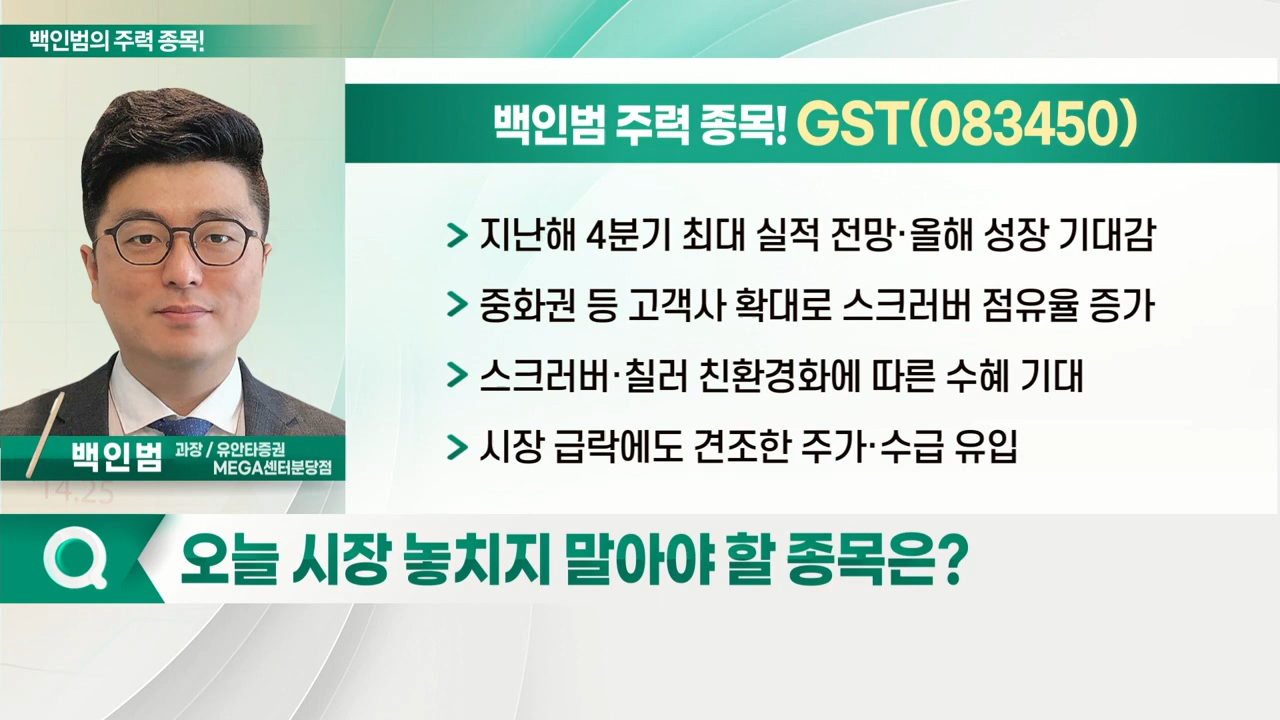 백인범의 주력 종목!
백인범 주력 종목! GST(083450)
> 지난해 4분기 최대 실적 전망·올해 성장 기대감
> 중화권 등 고객사 확대로 스크러버 점유율 증가
> 스크러버·칠러 친환경화에 따른 수혜 기대
> 시장 급락에도 견조한 주가·수급 유입
백인범 과장 / 유안타증권
MEGA센터분당점
14.25
Q 오늘 시장 놓치지 말아야 할 종목은?